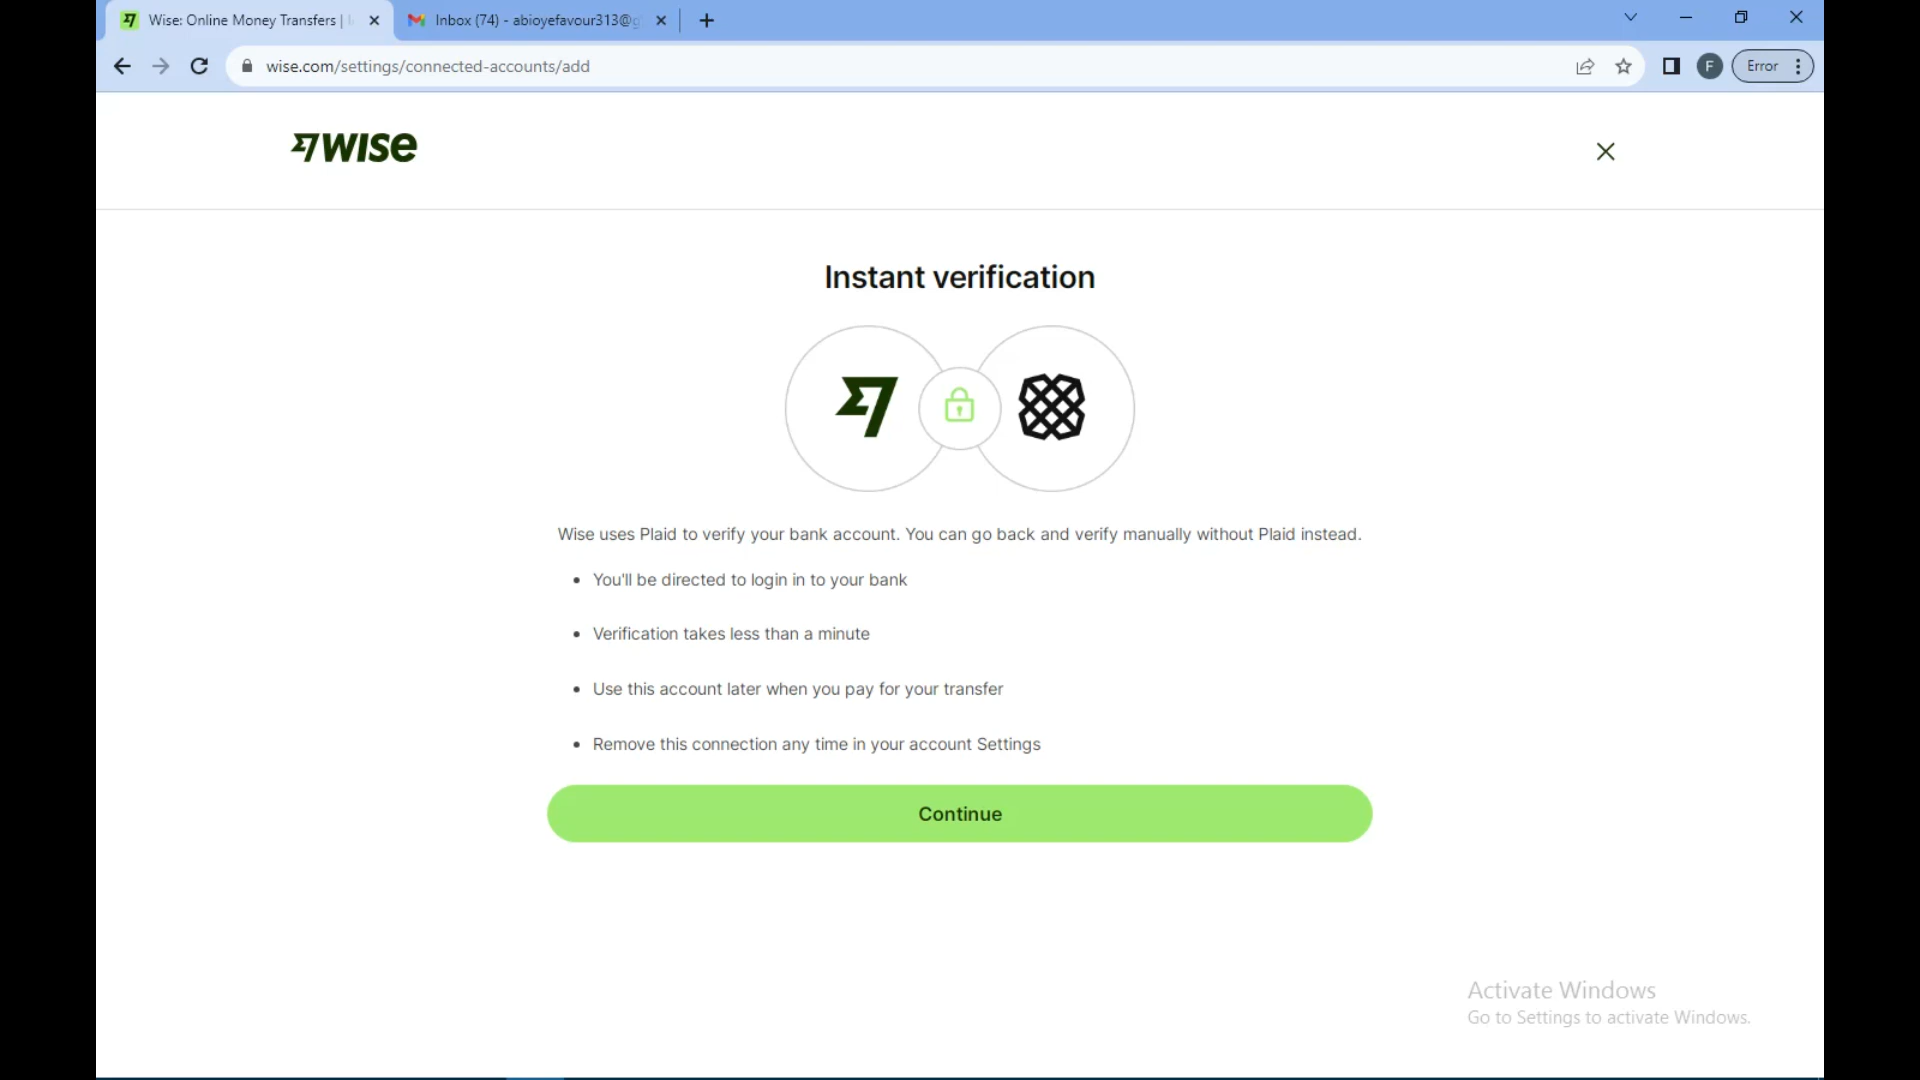 Wise: Online Money Transfers |
Inbox (74) - abioyefavour313@g
wise.com/settings/connected-accounts/add
F
Error
WISE
Instant verification
Wise uses Plaid to verify your bank account. You can go back and verify manually without Plaid instead.
• You'll be directed to login in to your bank
• Verification takes less than a minute
• Use this account later when you pay for your transfer
• Remove this connection any time in your account Settings
Continue
Activate Windows
Go to Settings to activate Windows.